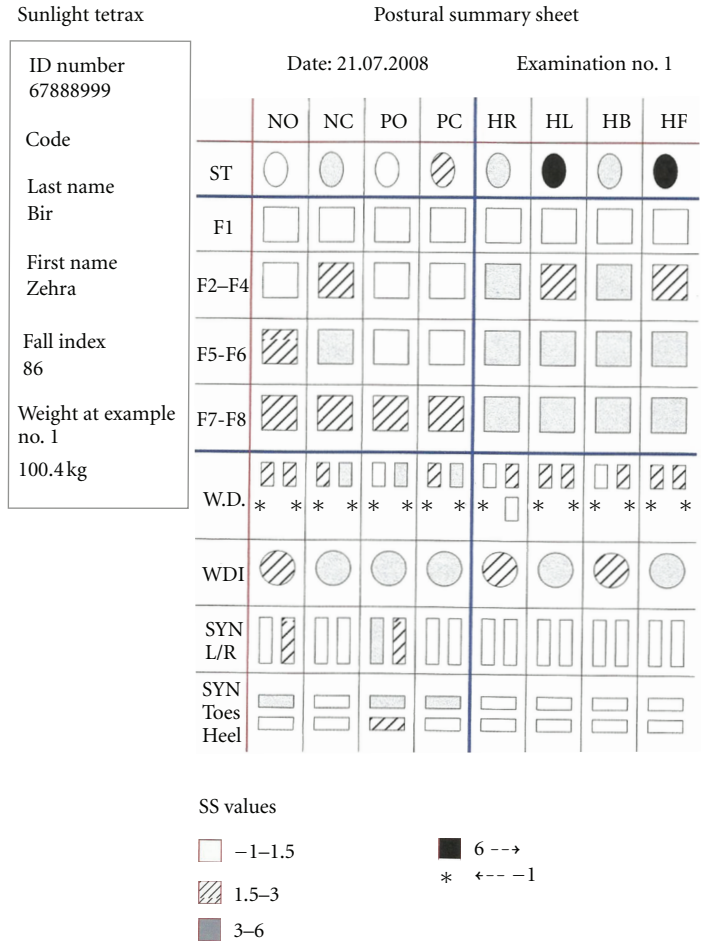 Sunlight tetrax
Postural summary sheet
ID number
67888999
Code
Last name
Bir
First name
Zehra
Fall index
86
Weight at example
no. 1
100.4 kg
Date: 21.07.2008
Examination no. 1
NO NC PO PC HR HL HB HF
ST
F1
F2–F4
F5-F6
F7-F8
W.D.
* * * * * * * * * * * * * * * *
WDI
SYN
L/R
SYN
Toes
Heel
SS values
−1–1.5
1.5–3
3–6
6 --→
* ←-- −1